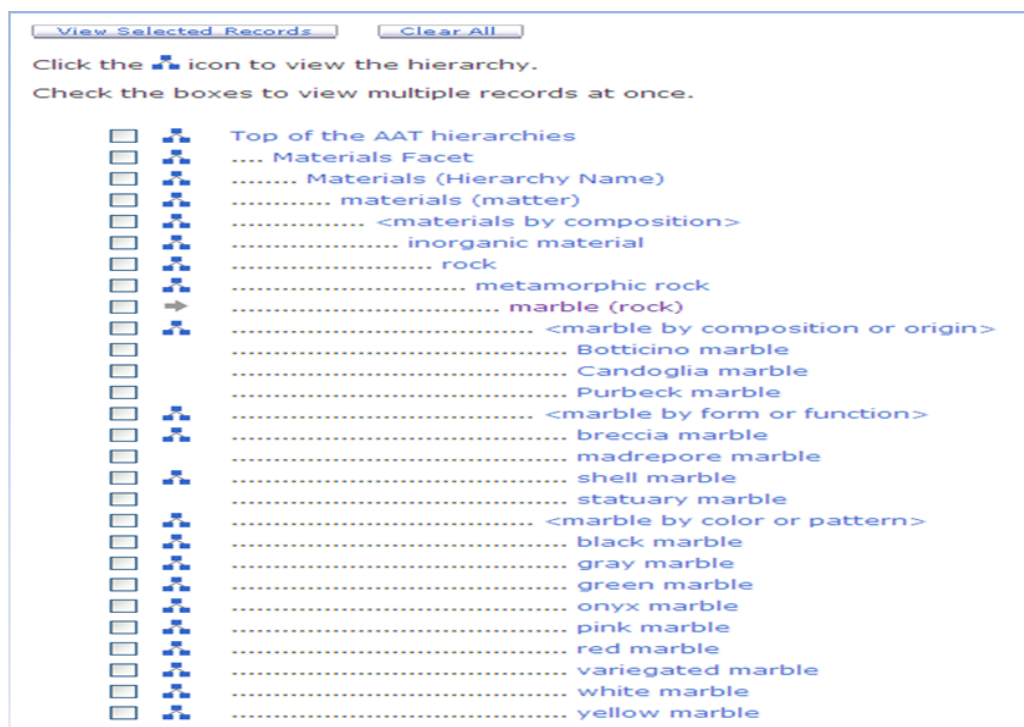 View Selected Records Clear All
Click the icon to view the hierarchy.
Check the boxes to view multiple records at once.
Top of the AAT hierarchies
.... Materials Facet
........ Materials (Hierarchy Name)
............ materials (matter)
................ <materials by composition>
.................... inorganic material
........................ rock
............................ metamorphic rock
................................ marble (rock)
.................................... <marble by composition or origin>
........................................ Botticino marble
........................................ Candoglia marble
........................................ Purbeck marble
.................................... <marble by form or function>
........................................ breccia marble
........................................ madrepore marble
........................................ shell marble
........................................ statuary marble
.................................... <marble by color or pattern>
........................................ black marble
........................................ gray marble
........................................ green marble
........................................ onyx marble
........................................ pink marble
........................................ red marble
........................................ variegated marble
........................................ white marble
........................................ yellow marble